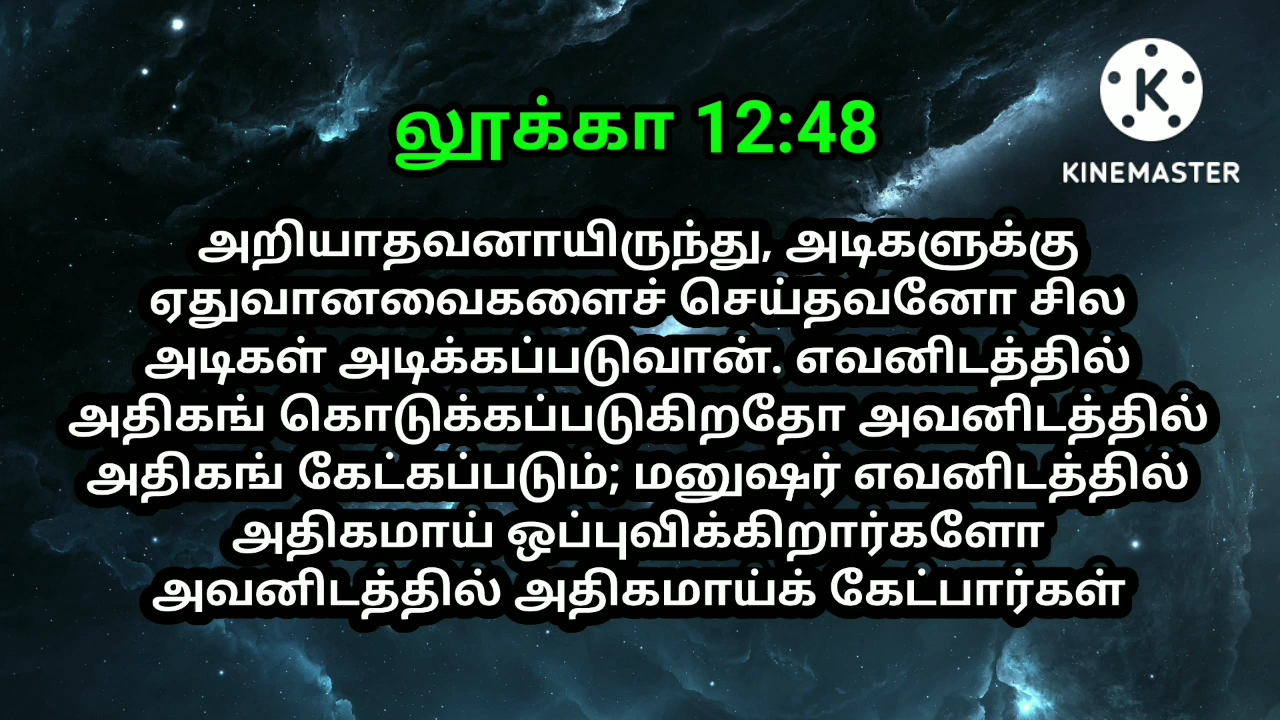 லூக்கா 12:48
K
KINEMASTER
அறியாதவனாயிருந்து, அடிகளுக்கு
ஏதுவானவைகளைச் செய்தவனோ சில
அடிகள் அடிக்கப்படுவான். எவனிடத்தில்
அதிகங் கொடுக்கப்படுகிறதோ அவனிடத்தில்
அதிகங் கேட்கப்படும்; மனுஷர் எவனிடத்தில்
அதிகமாய் ஒப்புவிக்கிறார்களோ
அவனிடத்தில் அதிகமாய்க் கேட்பார்கள்